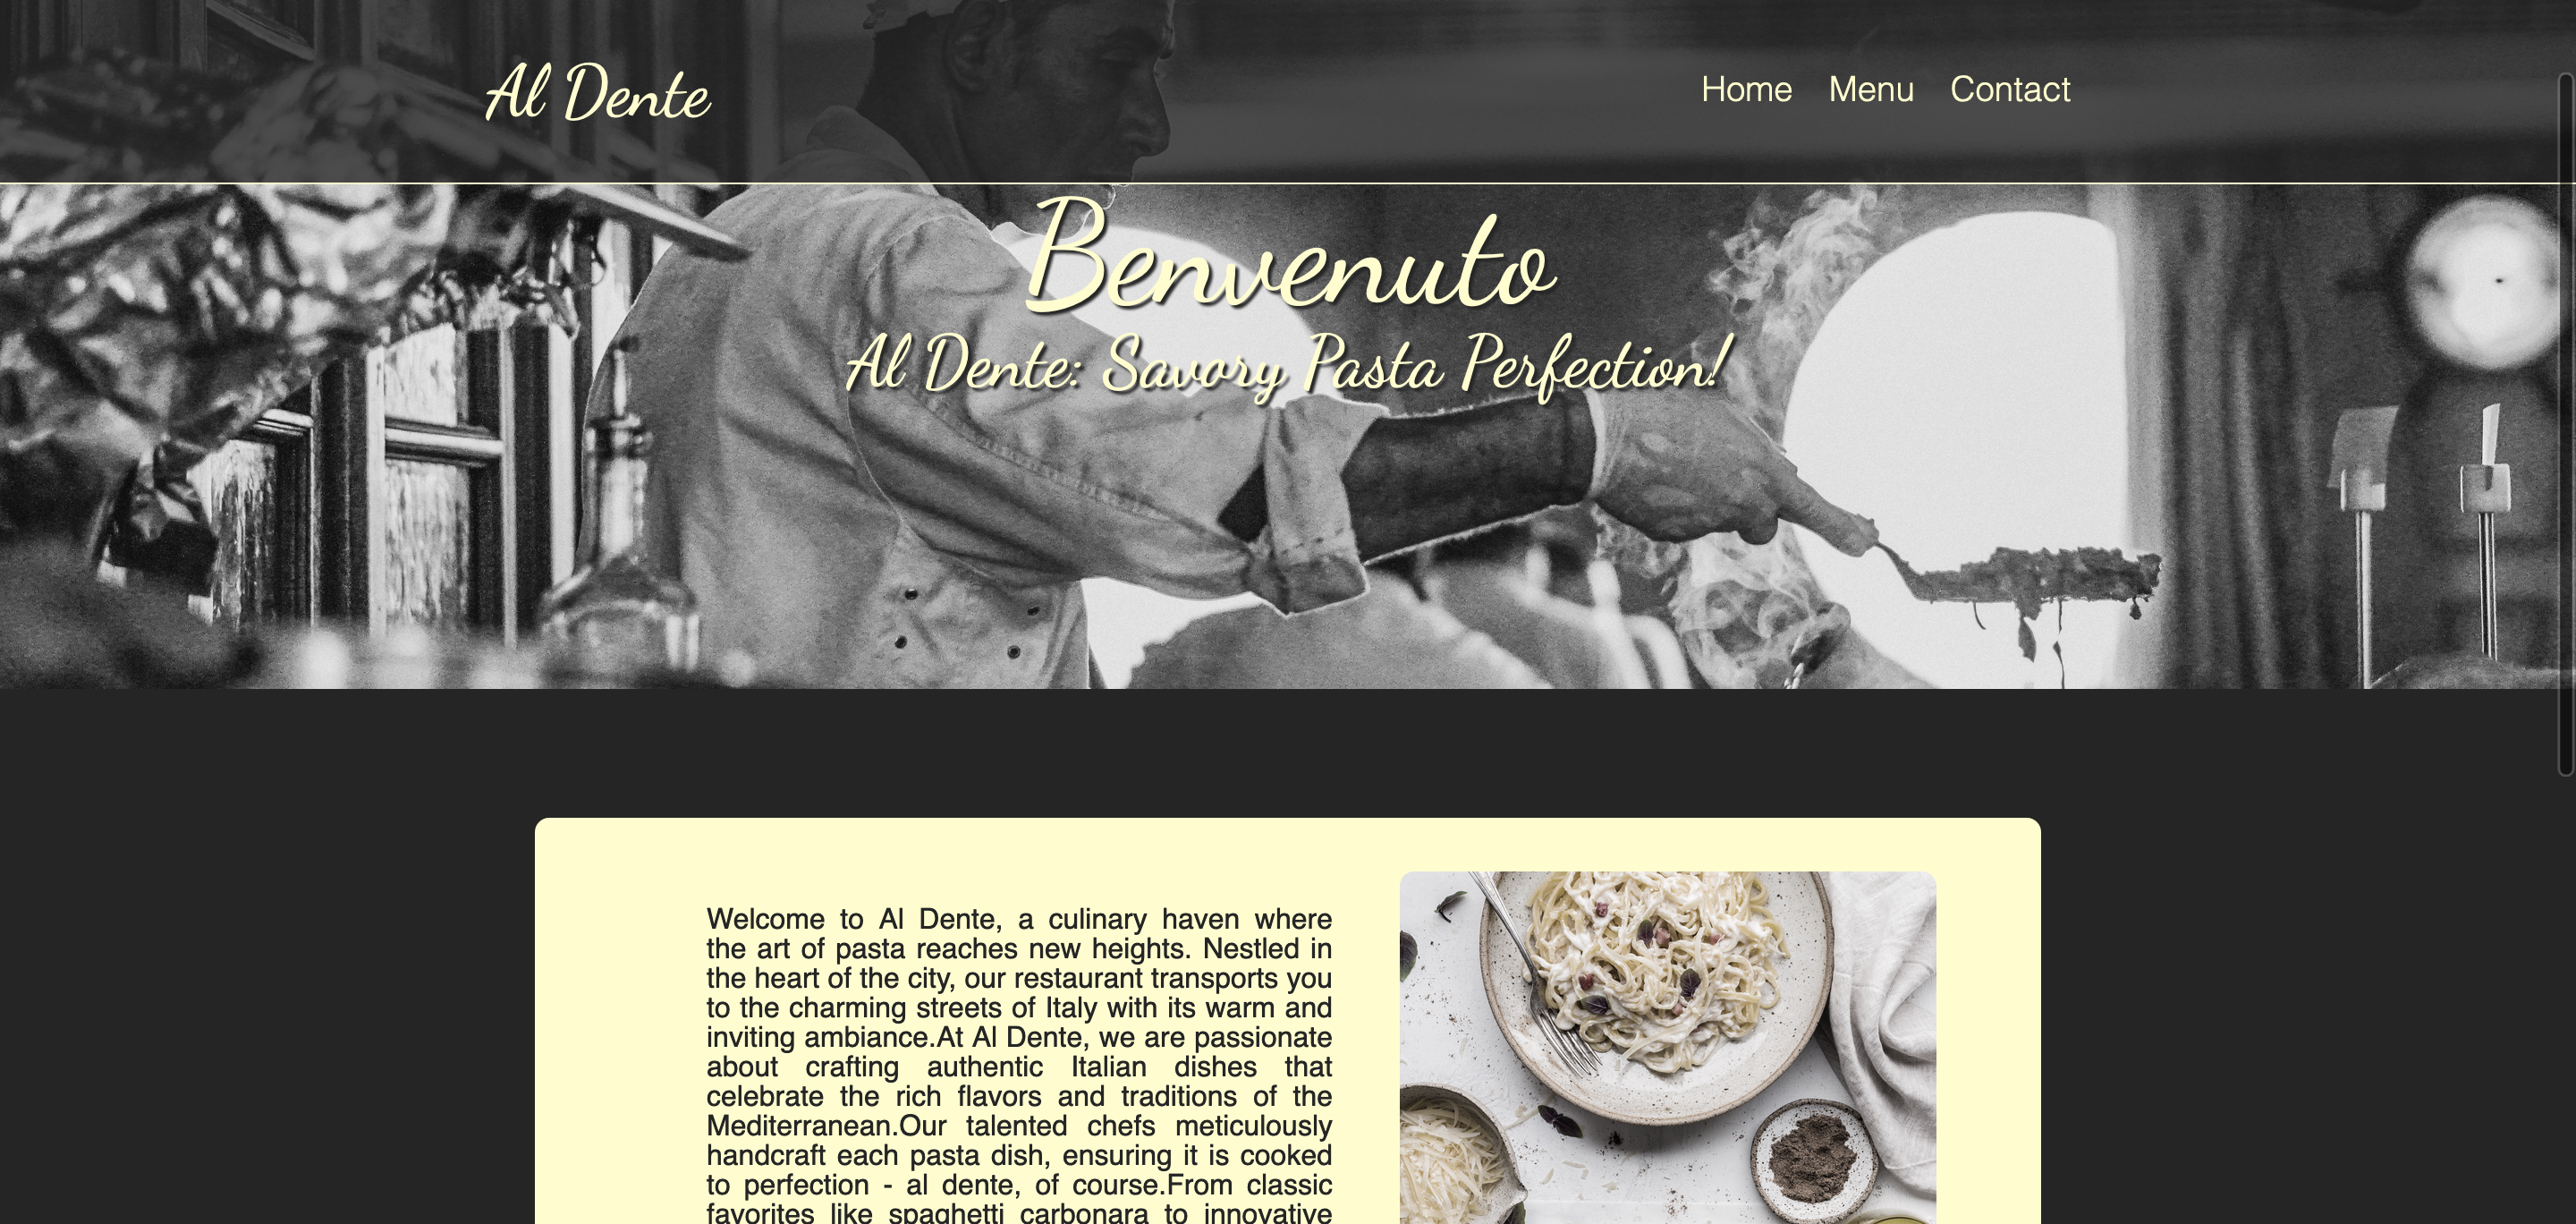 Al Dente
Home Menu Contact
Benvenuto
Al Dente: Savory Pasta Perfection!
Welcome to Al Dente, a culinary haven where
the art of pasta reaches new heights. Nestled in
the heart of the city, our restaurant transports you
to the charming streets of Italy with its warm and
inviting ambiance.At Al Dente, we are passionate
about crafting authentic Italian dishes that
celebrate the rich flavors and traditions of the
Mediterranean.Our talented chefs meticulously
handcraft each pasta dish, ensuring it is cooked
to perfection - al dente, of course.From classic
favorites like spaghetti carbonara to innovative